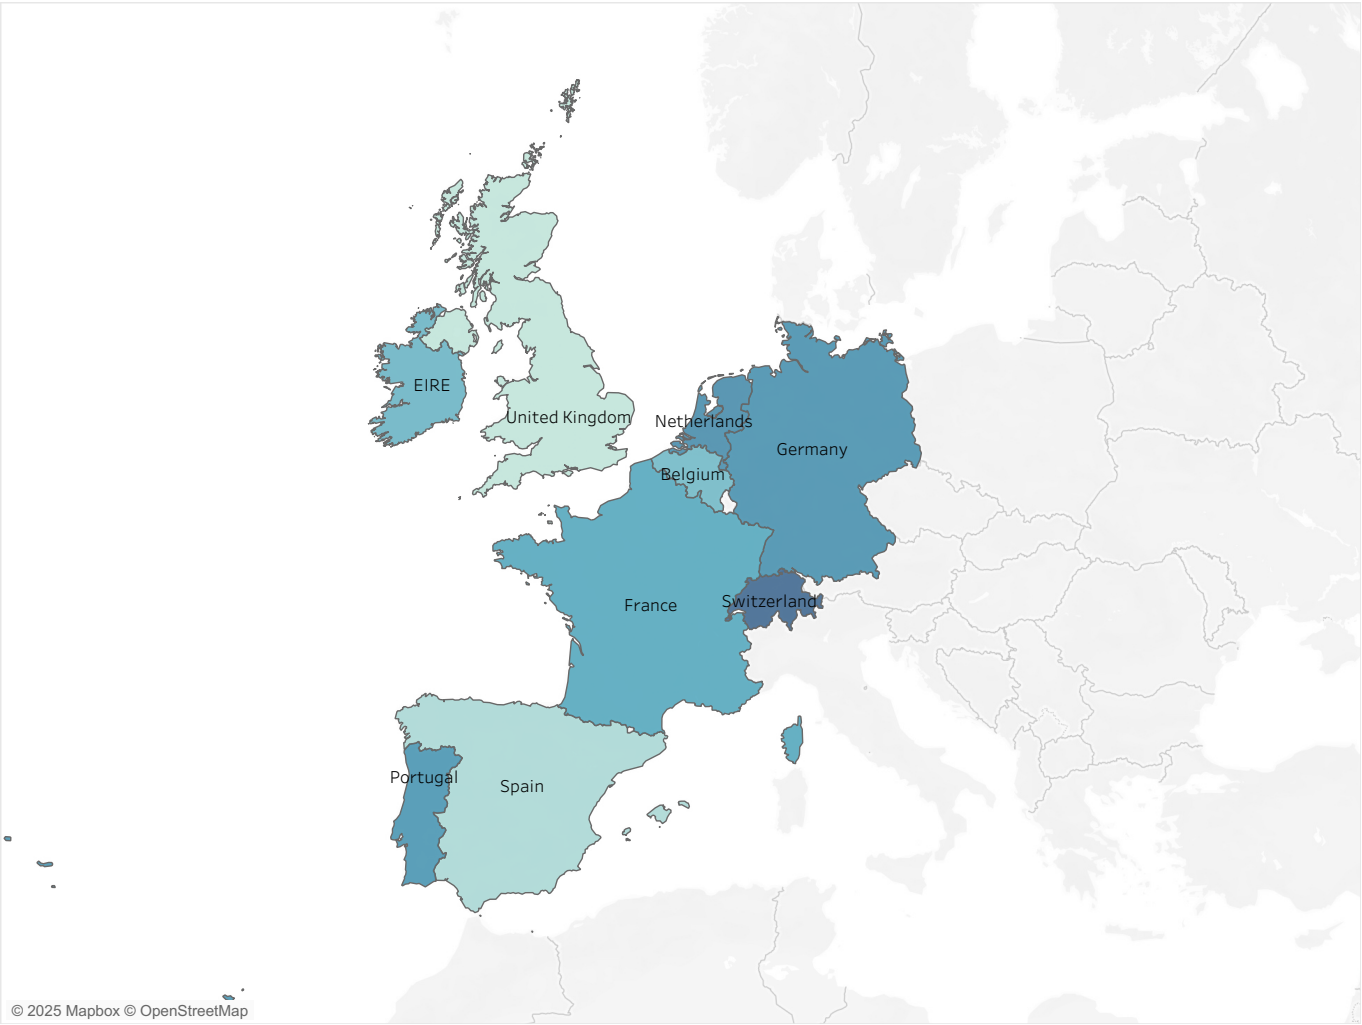 EIRE
United Kingdom
Netherlands
Germany
Belgium
Switzerland
France
Portugal
Spain
© 2025 Mapbox © OpenStreetMap